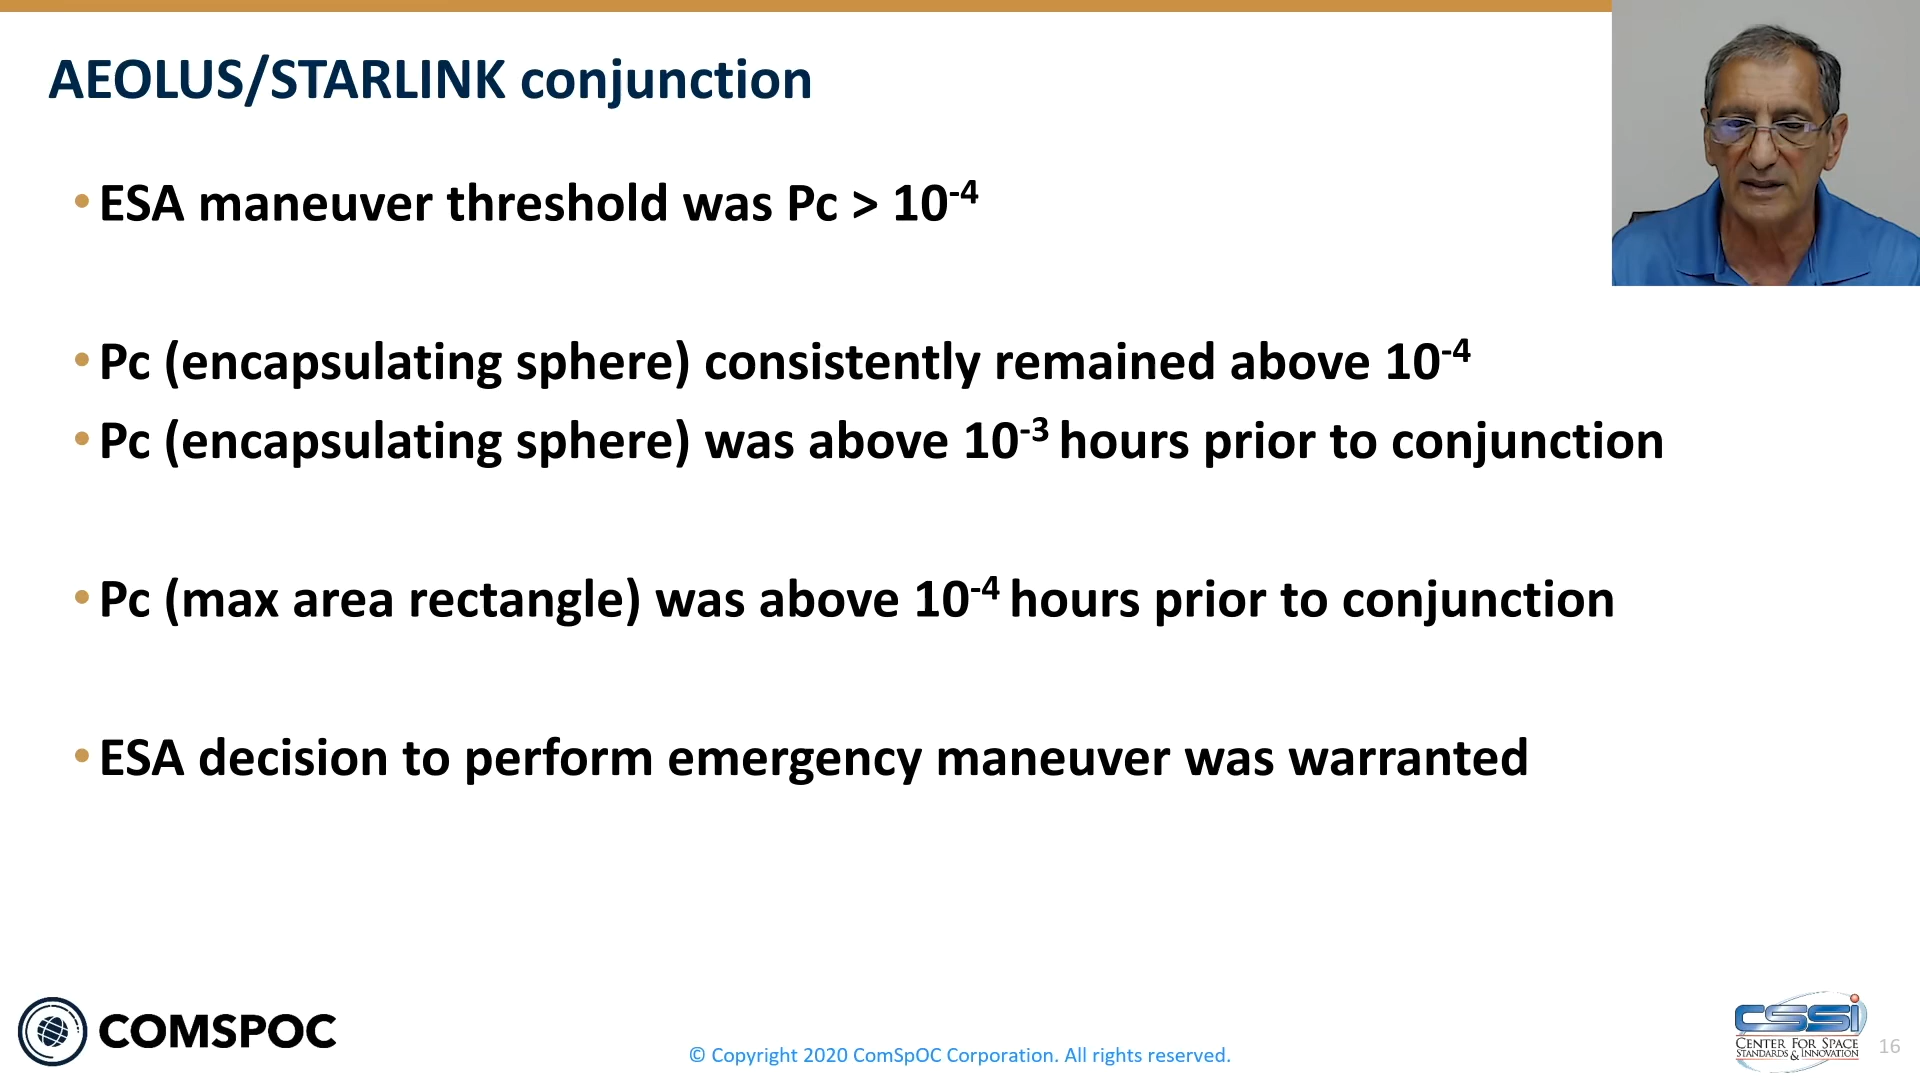 AEOLUS/STARLINK conjunction
• ESA maneuver threshold was Pc > 10⁻⁴
• Pc (encapsulating sphere) consistently remained above 10⁻⁴
• Pc (encapsulating sphere) was above 10⁻³ hours prior to conjunction
• Pc (max area rectangle) was above 10⁻⁴ hours prior to conjunction
• ESA decision to perform emergency maneuver was warranted
COMSPOC
© Copyright 2020 ComSpOC Corporation. All rights reserved.
CSSI
CENTER FOR SPACE
STANDARDS & INNOVATION
16